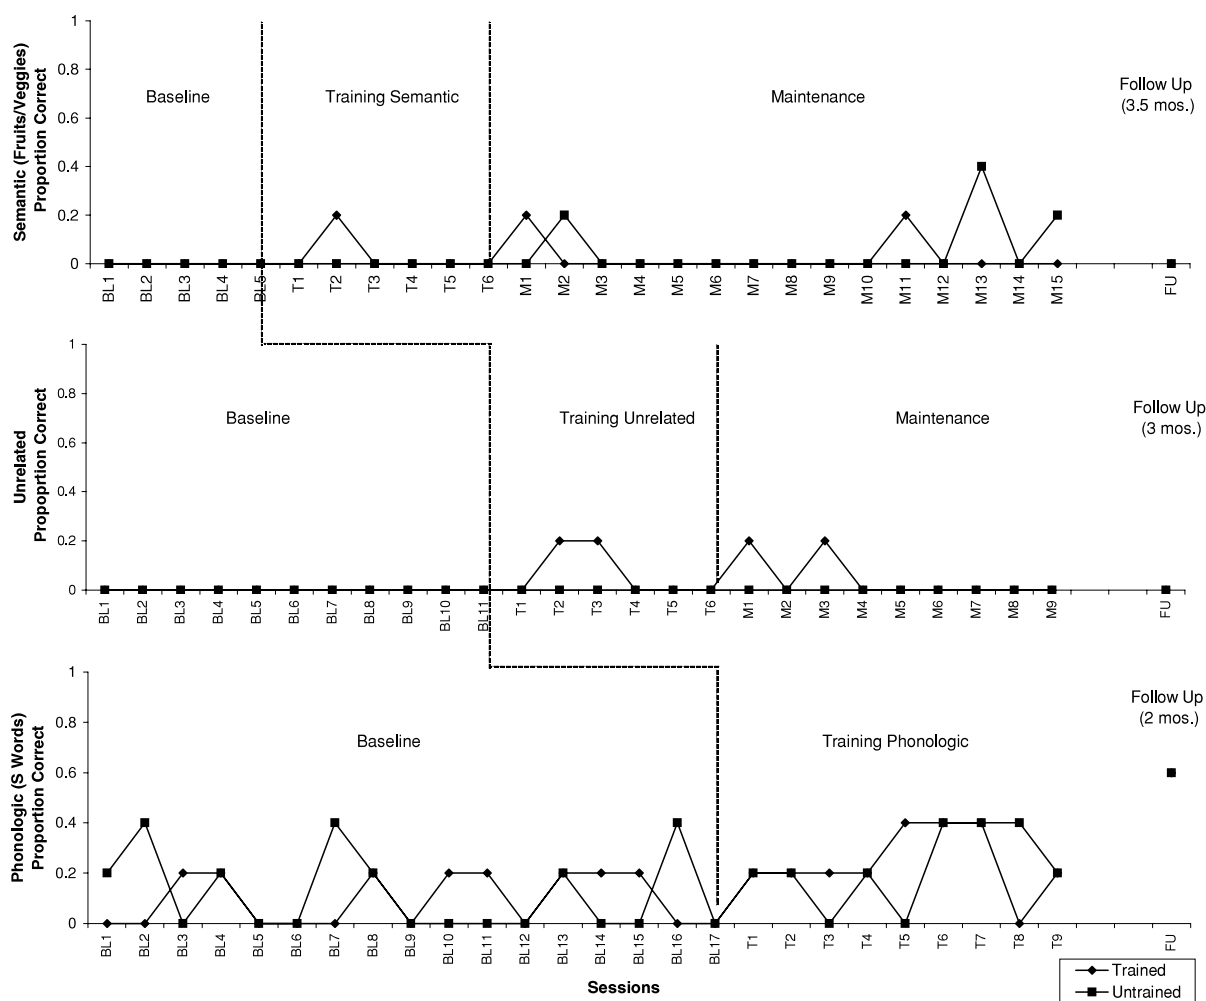 Semantic (Fruits/Veggies)
Proportion Correct
1
0.8
0.6
0.4
0.2
0
Baseline
Training Semantic
Maintenance
Follow Up
(3.5 mos.)
BL1 BL2 BL3 BL4 BL5 T1 T2 T3 T4 T5 T6 M1 M2 M3 M4 M5 M6 M7 M8 M9 M10 M11 M12 M13 M14 M15 FU
Unrelated
Propoprtion Correct
1
0.8
0.6
0.4
0.2
0
Baseline
Training Unrelated
Maintenance
Follow Up
(3 mos.)
BL1 BL2 BL3 BL4 BL5 BL6 BL7 BL8 BL9 BL10 BL11 T1 T2 T3 T4 T5 T6 M1 M2 M3 M4 M5 M6 M7 M8 M9 FU
Phonologic (S Words)
Proportion Correct
1
0.8
0.6
0.4
0.2
0
Baseline
Training Phonologic
Follow Up
(2 mos.)
BL1 BL2 BL3 BL4 BL5 BL6 BL7 BL8 BL9 BL10 BL11 BL12 BL13 BL14 BL15 BL16 BL17 T1 T2 T3 T4 T5 T6 T7 T8 T9 FU
Sessions
Trained
Untrained